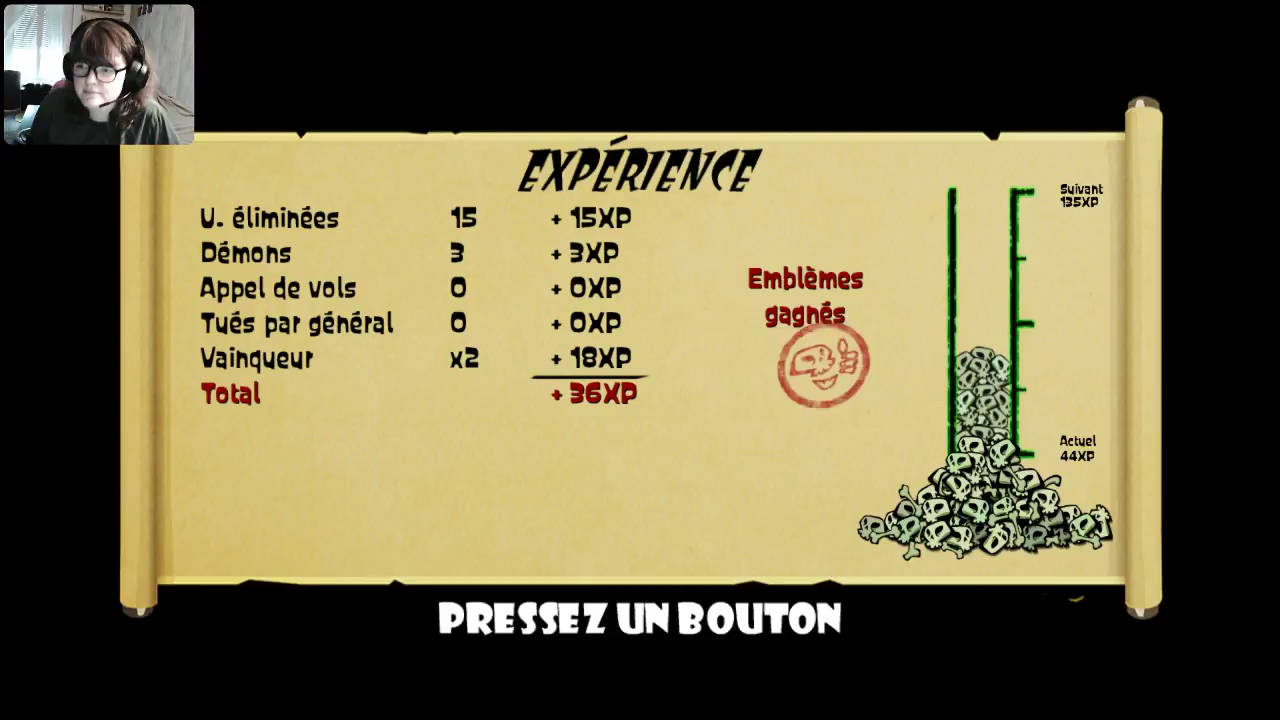 EXPÉRIENCE
U. éliminées 15 + 15XP
Démons 3 + 3XP
Appel de vols 0 + 0XP
Tués par général 0 + 0XP
Vainqueur x2 + 18XP
Total + 36XP
Emblèmes
gagnés
Suivant
135XP
Actuel
44XP
PRESSEZ UN BOUTON